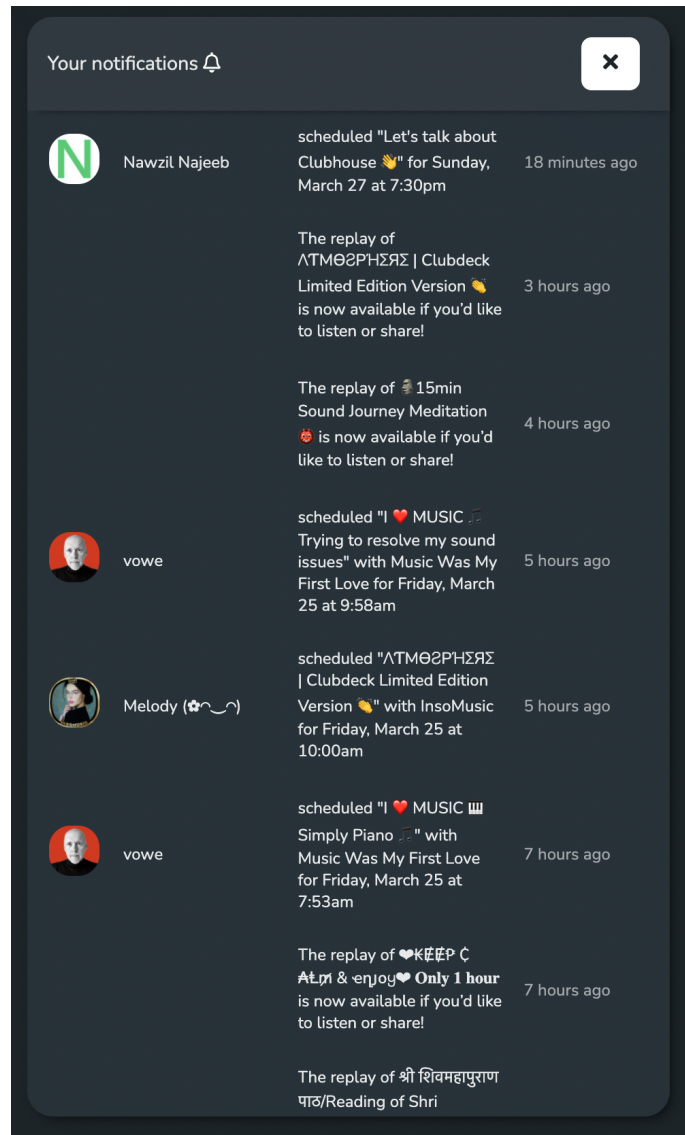 Your notifications
N
Nawzil Najeeb
scheduled "Let's talk about
Clubhouse 👋" for Sunday,
March 27 at 7:30pm
18 minutes ago
The replay of
ΛƬMӨƧPΉΣЯΣ | Clubdeck
Limited Edition Version 👏
is now available if you'd like
to listen or share!
3 hours ago
The replay of 🗿15min
Sound Journey Meditation
👹 is now available if you'd
like to listen or share!
4 hours ago
vowe
scheduled "I ❤️ MUSIC 🎵
Trying to resolve my sound
issues" with Music Was My
First Love for Friday, March
25 at 9:58am
5 hours ago
Melody (✿◠‿◠)
scheduled "ΛƬMӨƧPΉΣЯΣ
| Clubdeck Limited Edition
Version 👏" with InsoMusic
for Friday, March 25 at
10:00am
5 hours ago
vowe
scheduled "I ❤️ MUSIC 🎹
Simply Piano 🎵" with
Music Was My First Love
for Friday, March 25 at
7:53am
7 hours ago
The replay of ❤₭ɆɆ₱ ₵
₳Ⱡ₥ & ҽɳʝσყ❤ 𝐎𝐧𝐥𝐲 𝟏 𝐡𝐨𝐮𝐫
is now available if you'd like
to listen or share!
7 hours ago
The replay of श्री शिवमहापुराण
पाठ/Reading of Shri